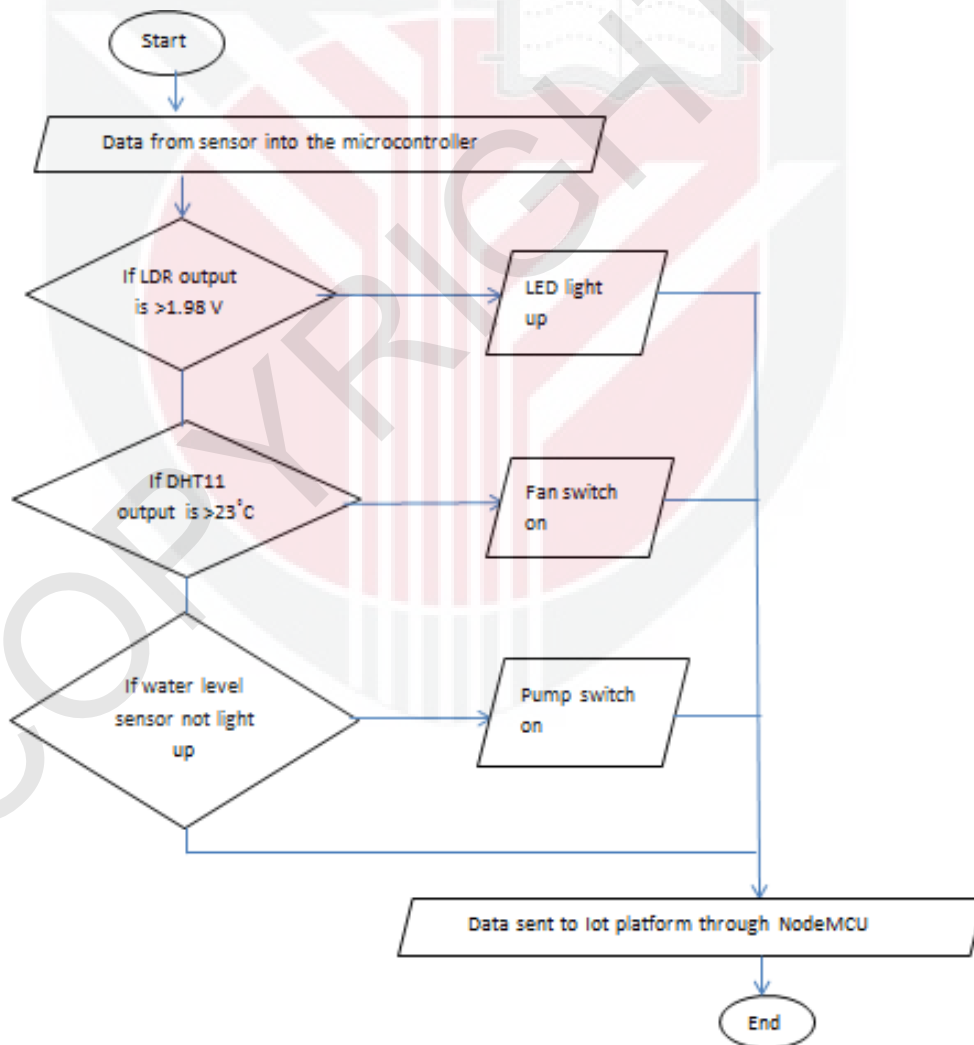 Start
Data from sensor into the microcontroller
If LDR output
is >1.98 V
LED light
up
If DHT11
output is >23°C
Fan switch
on
If water level
sensor not light
up
Pump switch
on
Data sent to Iot platform through NodeMCU
End
COPYRIGHT